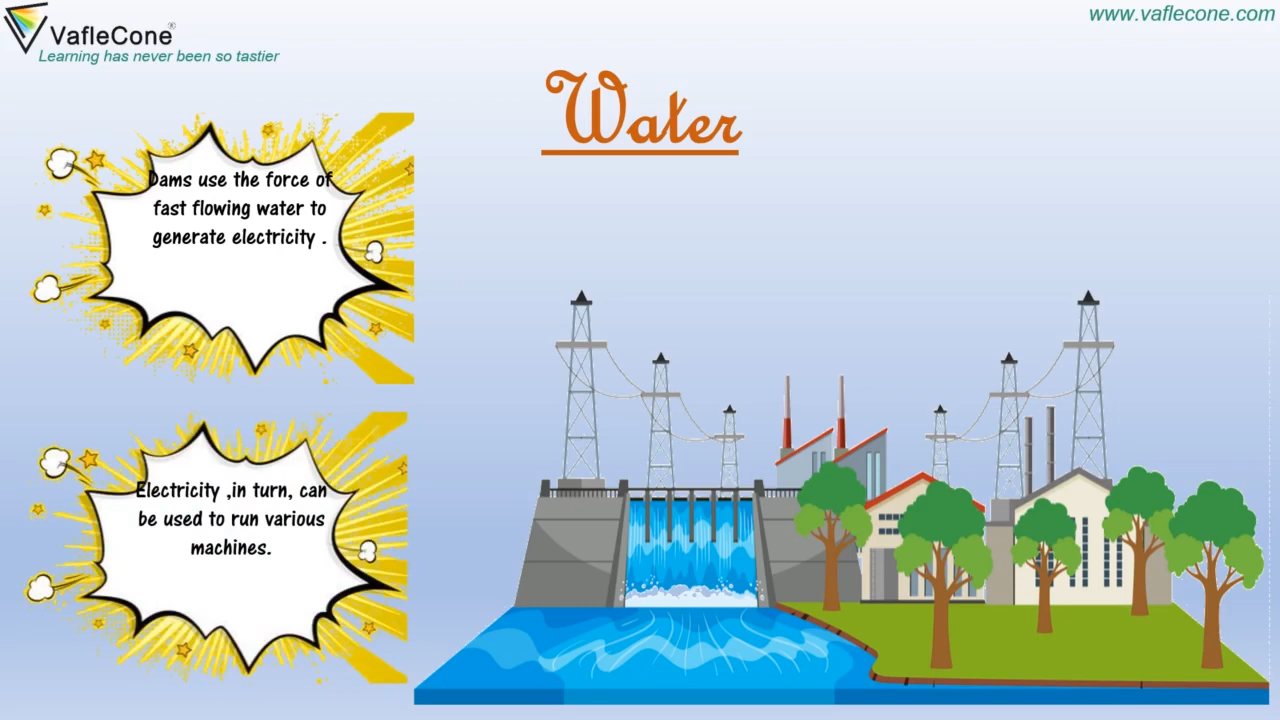 VafleCone®
Learning has never been so tastier
www.vaflecone.com
Water
Dams use the force of
fast flowing water to
generate electricity .
Electricity ,in turn, can
be used to run various
machines.